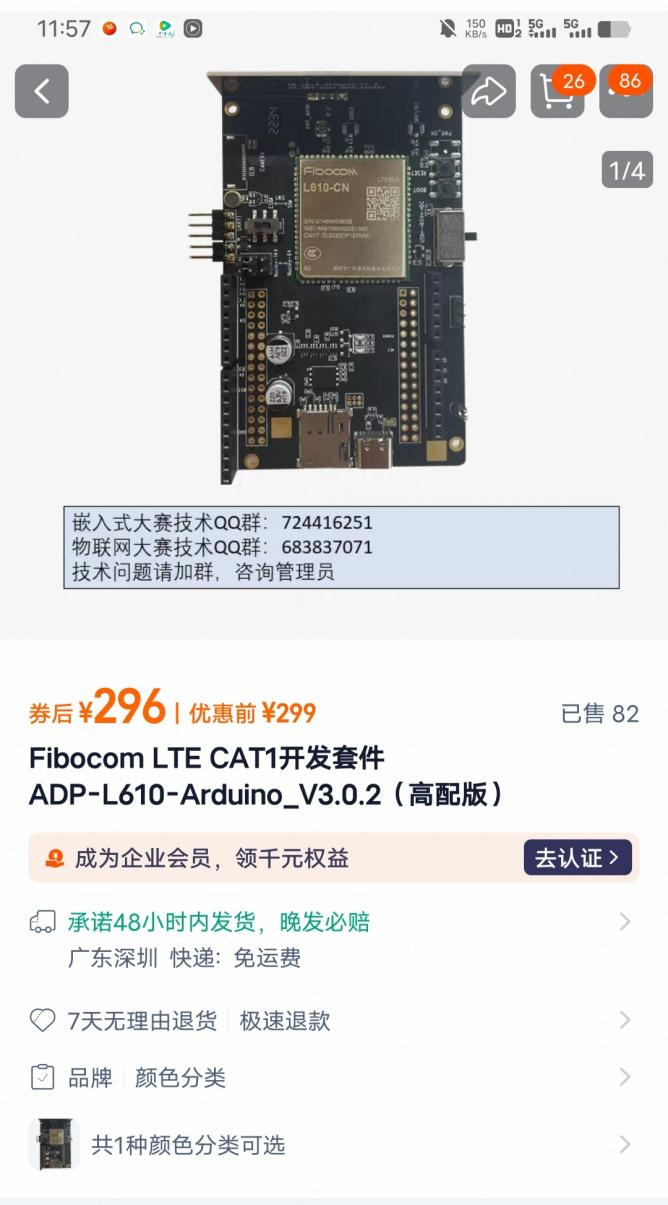 11:57
150 KB/s HD 1 2 5G 5G
26
86
1/4
2234
CAMERA
RESET
BOOT
Fibocom
L610-CN
嵌入式大赛技术QQ群：724416251
物联网大赛技术QQ群：683837071
技术问题请加群，咨询管理员
券后 ¥296 | 优惠前 ¥299
已售 82
Fibocom LTE CAT1开发套件
ADP-L610-Arduino_V3.0.2（高配版）
成为企业会员，领千元权益
去认证
承诺48小时内发货，晚发必赔
广东深圳 快递：免运费
7天无理由退货 极速退款
品牌 颜色分类
共1种颜色分类可选